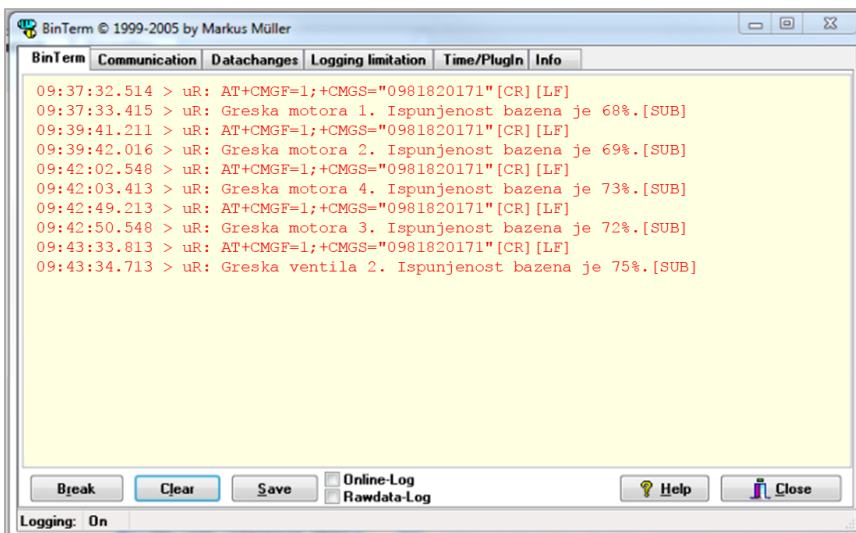 BinTerm © 1999-2005 by Markus Müller
BinTerm Communication Datachanges Logging limitation Time/PlugIn Info
09:37:32.514 > uR: AT+CMGF=1;+CMGS="0981820171"[CR][LF]
09:37:33.415 > uR: Greska motora 1. Ispunjenost bazena je 68%.[SUB]
09:39:41.211 > uR: AT+CMGF=1;+CMGS="0981820171"[CR][LF]
09:39:42.016 > uR: Greska motora 2. Ispunjenost bazena je 69%.[SUB]
09:42:02.548 > uR: AT+CMGF=1;+CMGS="0981820171"[CR][LF]
09:42:03.413 > uR: Greska motora 4. Ispunjenost bazena je 73%.[SUB]
09:42:49.213 > uR: AT+CMGF=1;+CMGS="0981820171"[CR][LF]
09:42:50.548 > uR: Greska motora 3. Ispunjenost bazena je 72%.[SUB]
09:43:33.813 > uR: AT+CMGF=1;+CMGS="0981820171"[CR][LF]
09:43:34.713 > uR: Greska ventila 2. Ispunjenost bazena je 75%.[SUB]
Break Clear Save Online-Log Help Close
Rawdata-Log
Logging: On